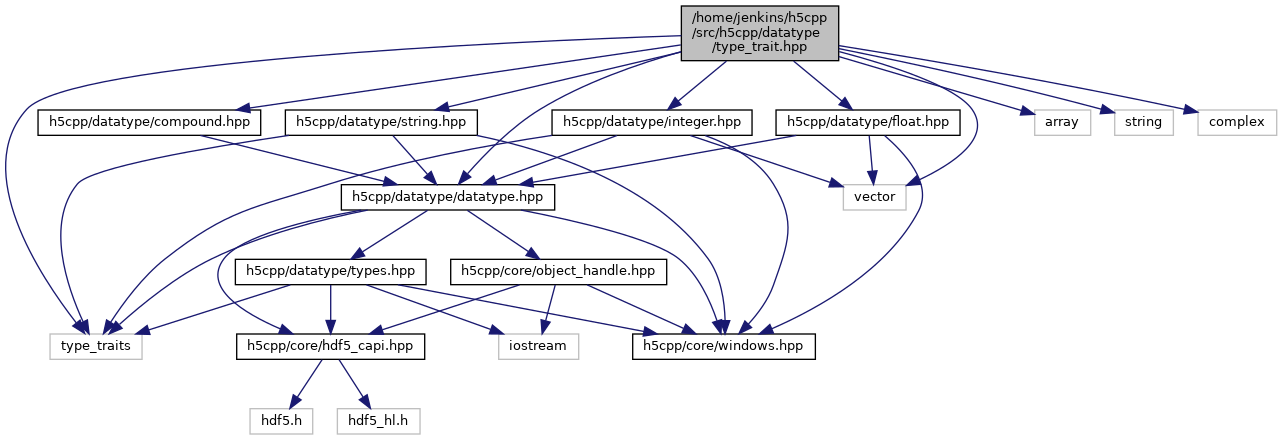 /home/jenkins/h5cpp
/src/h5cpp/datatype
/type_trait.hpp
h5cpp/datatype/compound.hpp
h5cpp/datatype/string.hpp
h5cpp/datatype/integer.hpp
h5cpp/datatype/float.hpp
array
string
complex
h5cpp/datatype/datatype.hpp
vector
h5cpp/datatype/types.hpp
h5cpp/core/object_handle.hpp
type_traits
h5cpp/core/hdf5_capi.hpp
iostream
h5cpp/core/windows.hpp
hdf5.h
hdf5_hl.h